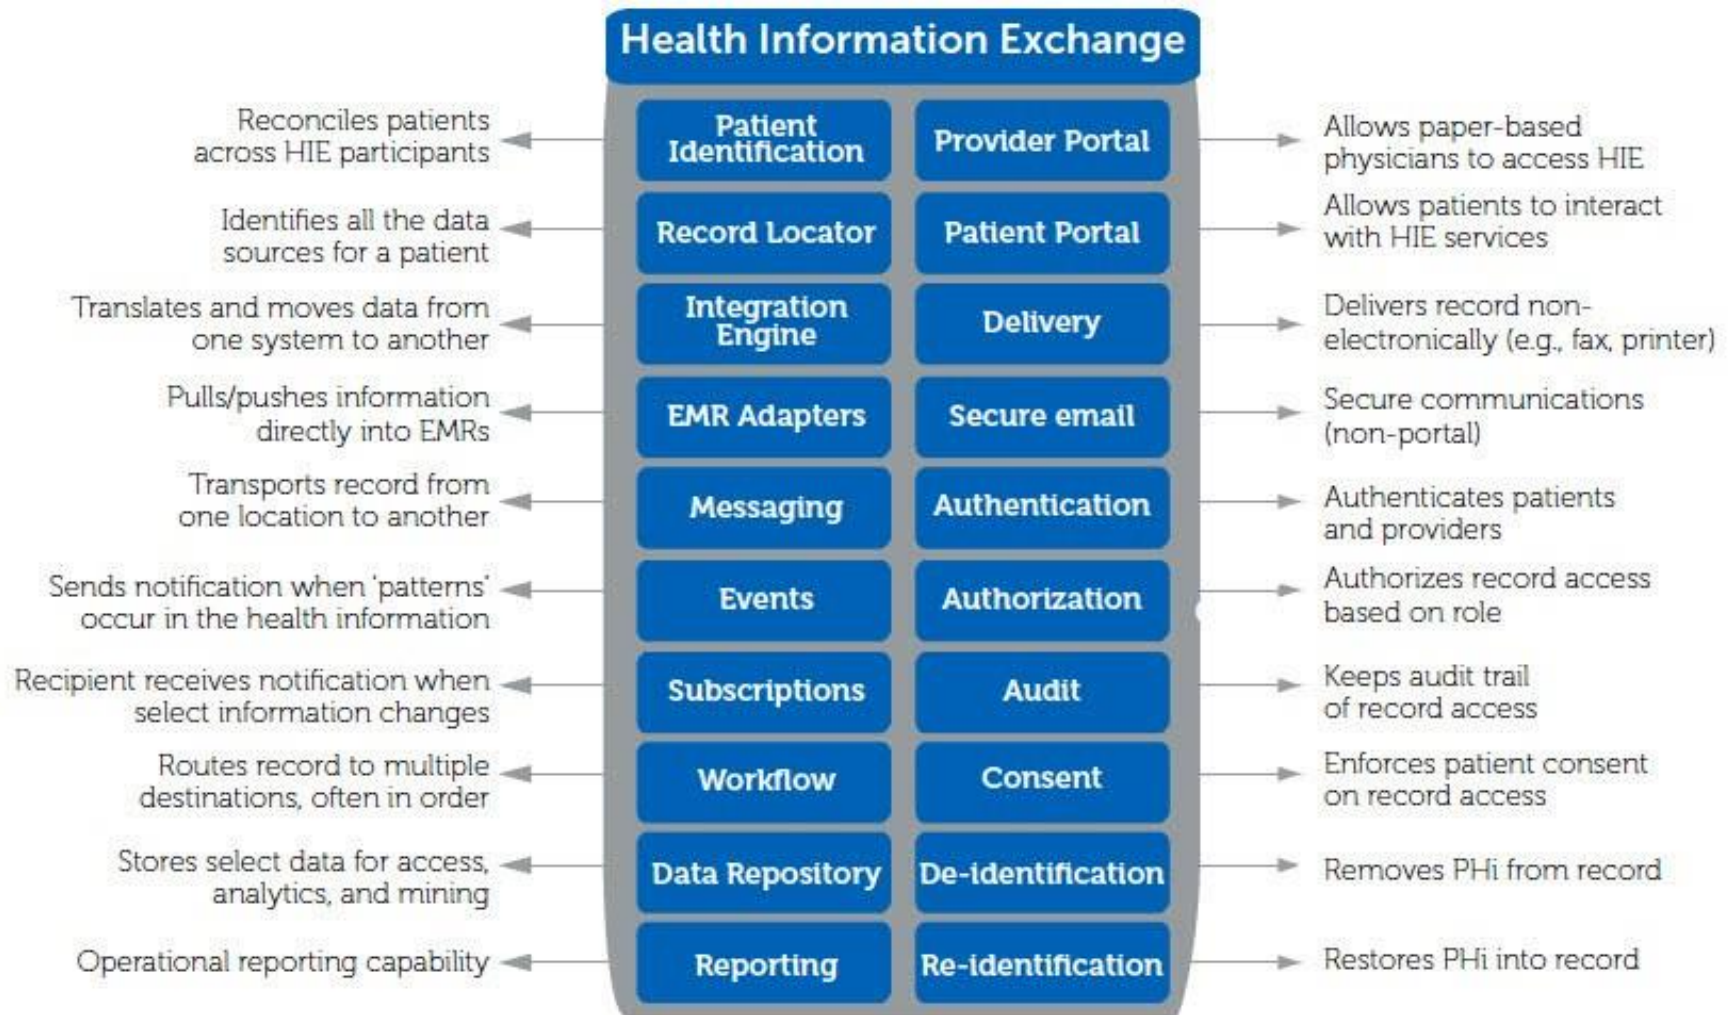 Health Information Exchange
Reconciles patients
across HIE participants
Patient
Identification
Provider Portal
Allows paper-based
physicians to access HIE
Identifies all the data
sources for a patient
Record Locator
Patient Portal
Allows patients to interact
with HIE services
Translates and moves data from
one system to another
Integration
Engine
Delivery
Delivers record non-
electronically (e.g., fax, printer)
Pulls/pushes information
directly into EMRs
EMR Adapters
Secure email
Secure communications
(non-portal)
Transports record from
one location to another
Messaging
Authentication
Authenticates patients
and providers
Sends notification when 'patterns'
occur in the health information
Events
Authorization
Authorizes record access
based on role
Recipient receives notification when
select information changes
Subscriptions
Audit
Keeps audit trail
of record access
Routes record to multiple
destinations, often in order
Workflow
Consent
Enforces patient consent
on record access
Stores select data for access,
analytics, and mining
Data Repository
De-identification
Removes PHi from record
Operational reporting capability
Reporting
Re-identification
Restores PHi into record